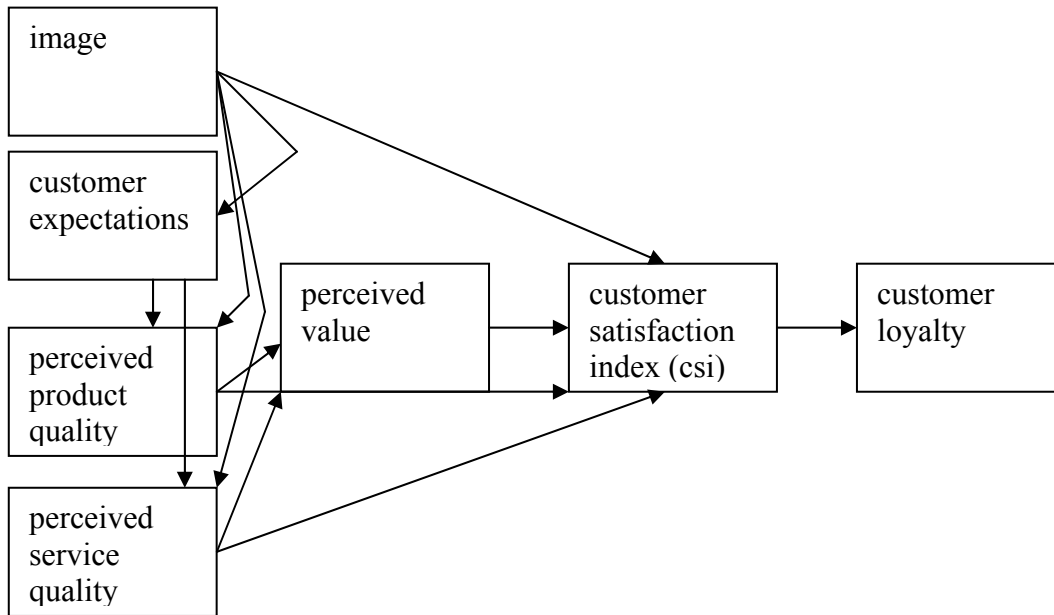 image
customer
expectations
perceived
product
quality
perceived
service
quality
perceived
value
customer
satisfaction
index (csi)
customer
loyalty